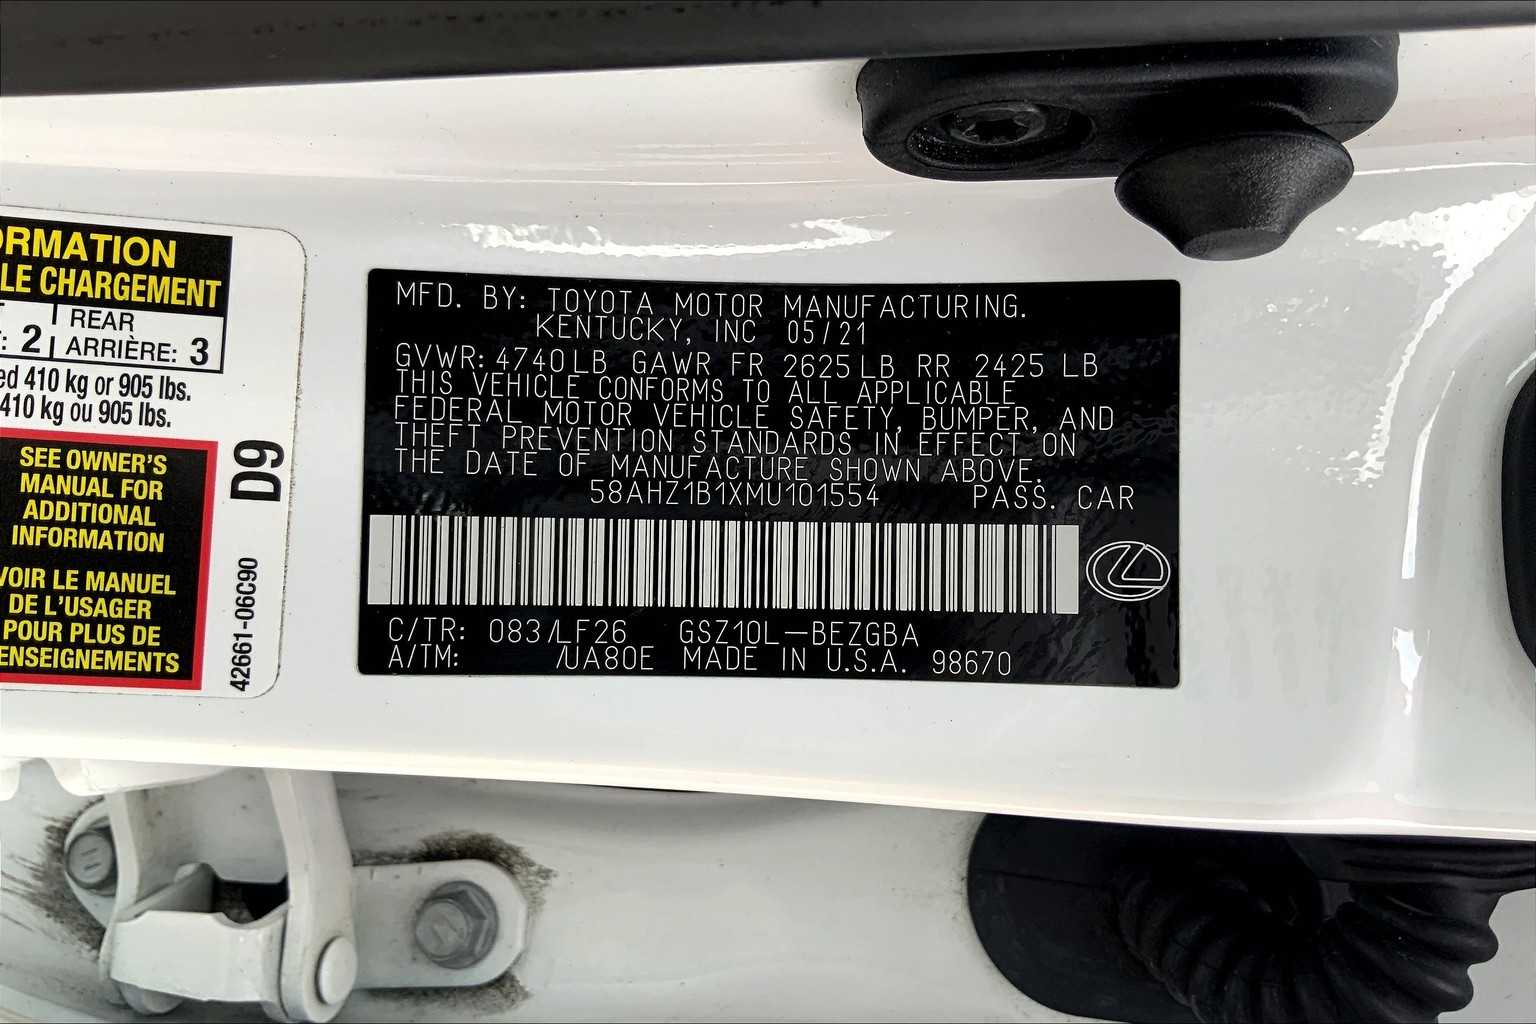 ORMATION
LE CHARGEMENT
REAR
: 2 ARRIÈRE: 3
ed 410 kg or 905 lbs.
410 kg ou 905 lbs.
SEE OWNER'S
MANUAL FOR
ADDITIONAL
INFORMATION
VOIR LE MANUEL
DE L'USAGER
POUR PLUS DE
ENSEIGNEMENTS
D9
42661-06C90
MFD. BY: TOYOTA MOTOR MANUFACTURING.
KENTUCKY, INC 05/21
GVWR: 4740LB GAWR FR 2625LB RR 2425 LB
THIS VEHICLE CONFORMS TO ALL APPLICABLE
FEDERAL MOTOR VEHICLE SAFETY, BUMPER, AND
THEFT PREVENTION STANDARDS IN EFFECT ON
THE DATE OF MANUFACTURE SHOWN ABOVE.
58AHZ1B1XMU101554 PASS. CAR
C/TR: 083/LF26 GSZ10L-BEZGBA
A/TM: /UA80E MADE IN U.S.A. 98670